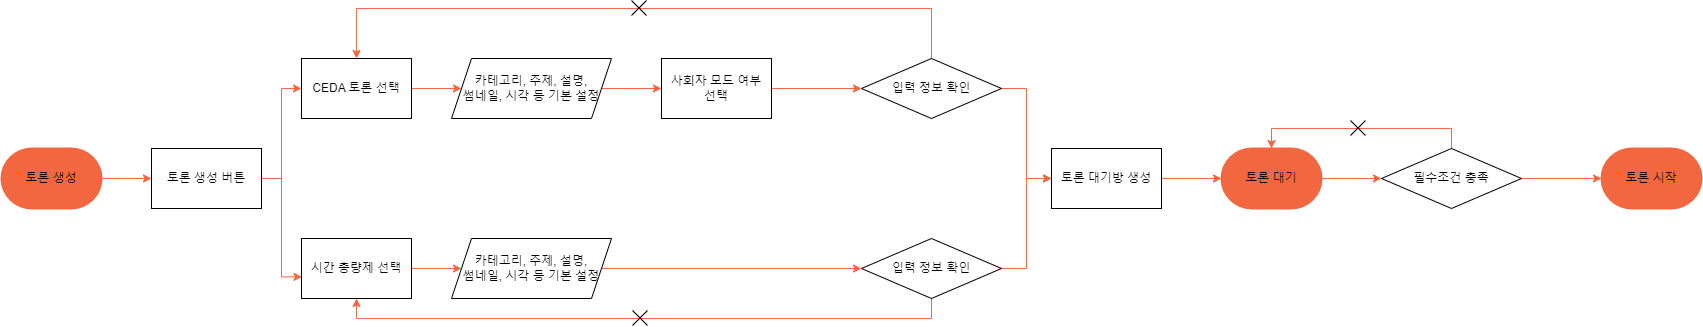 토론 생성
토론 생성 버튼
CEDA 토론 선택
카테고리, 주제, 설명,
썸네일, 시각 등 기본 설정
사회자 모드 여부
선택
입력 정보 확인
시간 총량제 선택
카테고리, 주제, 설명,
썸네일, 시각 등 기본 설정
입력 정보 확인
토론 대기방 생성
토론 대기
필수조건 충족
토론 시작